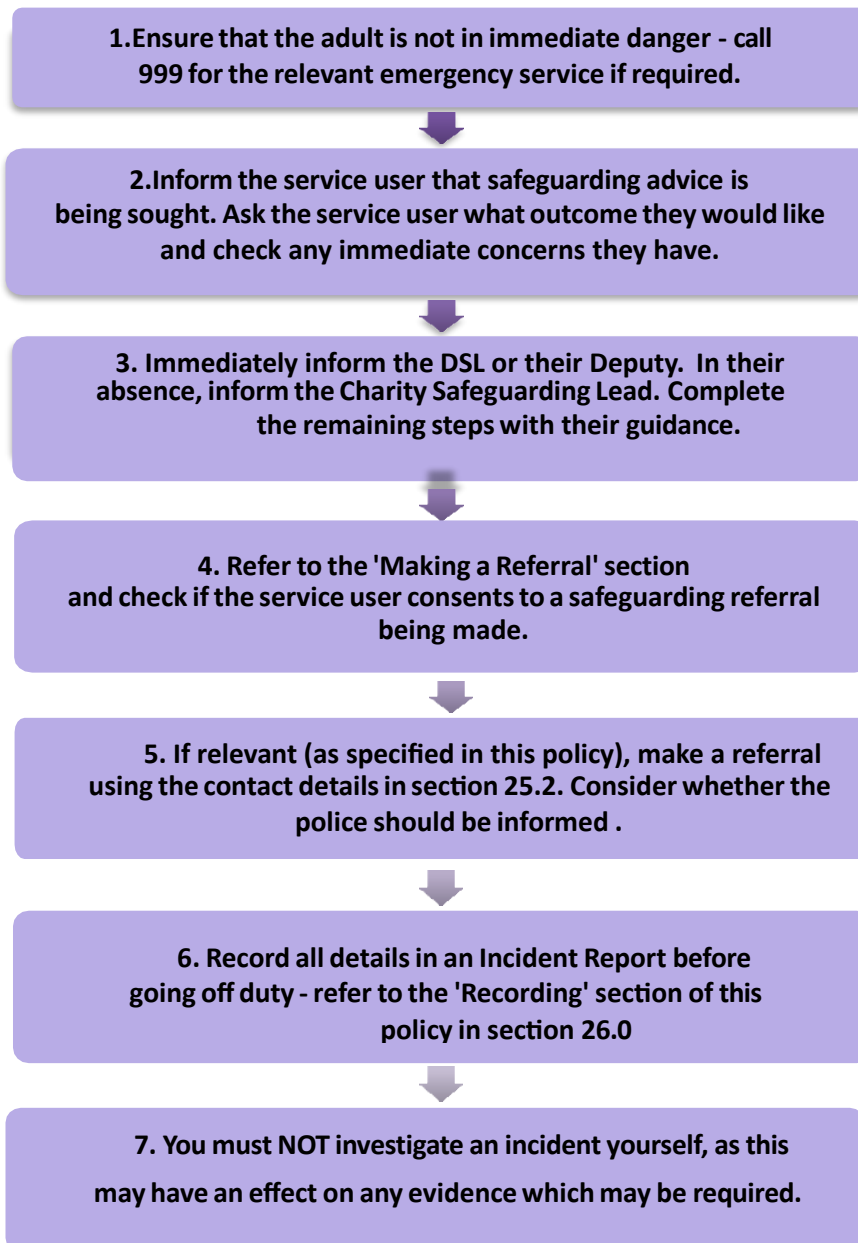 1.Ensure that the adult is not in immediate danger - call
999 for the relevant emergency service if required.
2.Inform the service user that safeguarding advice is
being sought. Ask the service user what outcome they would like
and check any immediate concerns they have.
3. Immediately inform the DSL or their Deputy.  In their
absence, inform the Charity Safeguarding Lead. Complete
the remaining steps with their guidance.
4. Refer to the 'Making a Referral' section
and check if the service user consents to a safeguarding referral
being made.
5. If relevant (as specified in this policy), make a referral
using the contact details in section 25.2. Consider whether the
police should be informed .
6. Record all details in an Incident Report before
going off duty - refer to the 'Recording' section of this
policy in section 26.0
7. You must NOT investigate an incident yourself, as this
may have an effect on any evidence which may be required.